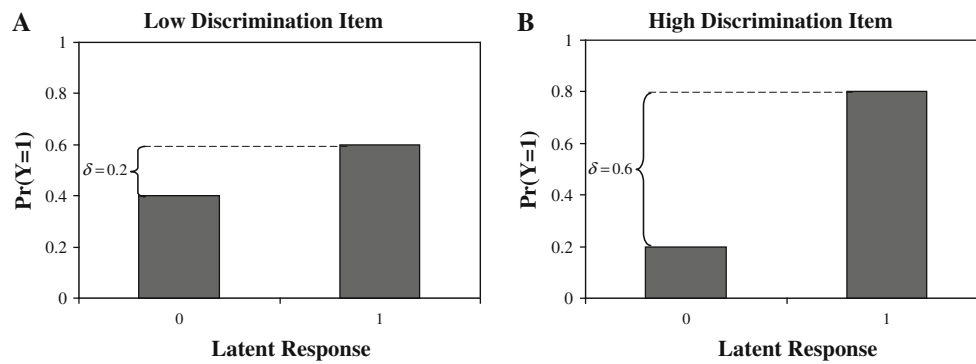 A
Low Discrimination Item
1
0.8
0.6
0.4
0.2
0
Pr(Y=1)
δ=0.2
0
1
Latent Response
B
High Discrimination Item
1
0.8
0.6
0.4
0.2
0
Pr(Y=1)
δ=0.6
0
1
Latent Response